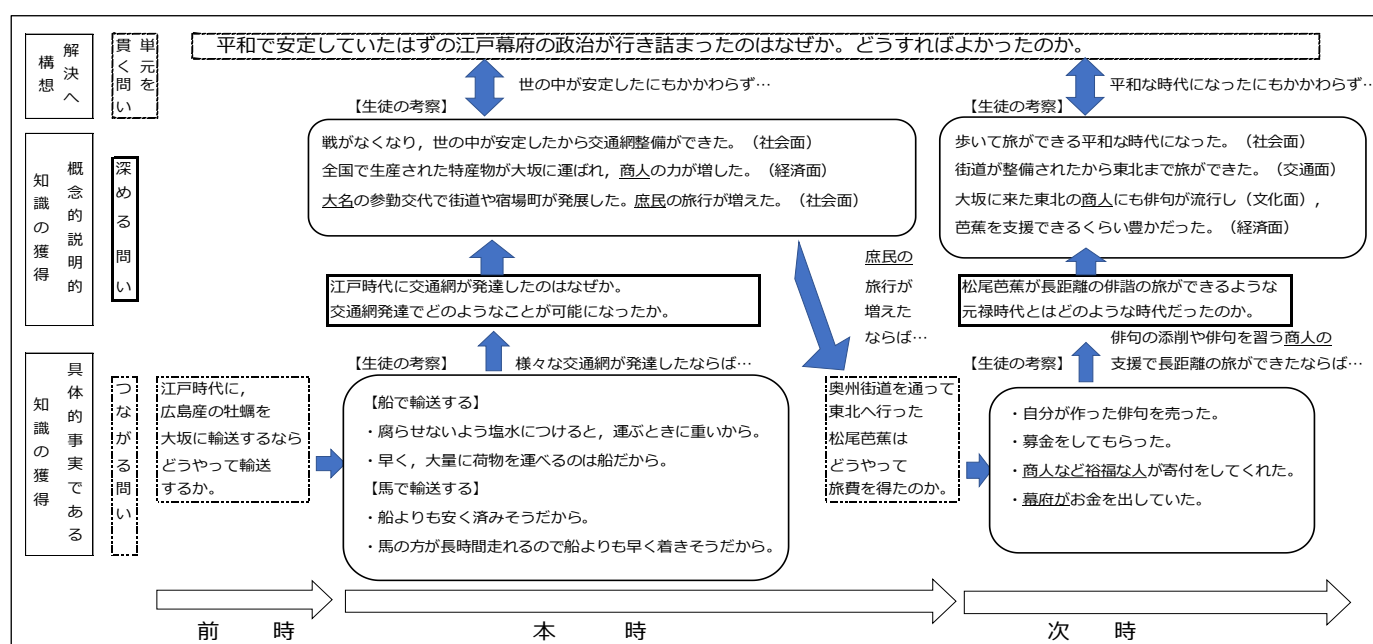 解決へ
構想
単元を
貫く問い
平和で安定していたはずの江戸幕府の政治が行き詰まったのはなぜか。どうすればよかったのか。
世の中が安定したにもかかわらず…
平和な時代になったにもかかわらず…
概念的説明的
知識の獲得
深める問い
【生徒の考察】
戦がなくなり，世の中が安定したから交通網整備ができた。（社会面）
全国で生産された特産物が大坂に運ばれ，商人の力が増した。（経済面）
大名の参勤交代で街道や宿場町が発展した。庶民の旅行が増えた。（社会面）
【生徒の考察】
歩いて旅ができる平和な時代になった。（社会面）
街道が整備されたから東北まで旅ができた。（交通面）
大坂に来た東北の商人にも俳句が流行し（文化面），
芭蕉を支援できるくらい豊かだった。（経済面）
江戸時代に交通網が発達したのはなぜか。
交通網発達でどのようなことが可能になったか。
庶民の
旅行が
増えた
ならば…
松尾芭蕉が長距離の俳諧の旅ができるような
元禄時代とはどのような時代だったのか。
具体的事実である
知識の獲得
つながる問い
江戸時代に，
広島産の牡蠣を
大坂に輸送するなら
どうやって輸送
するか。
【生徒の考察】
様々な交通網が発達したならば…
【船で輸送する】
・腐らせないよう塩水につけると，運ぶときに重いから。
・早く，大量に荷物を運べるのは船だから。
【馬で輸送する】
・船よりも安く済みそうだから。
・馬の方が長時間走れるので船よりも早く着きそうだから。
奥州街道を通って
東北へ行った
松尾芭蕉は
どうやって
旅費を得たのか。
【生徒の考察】
俳句の添削や俳句を習う商人の
支援で長距離の旅ができたならば…
・自分が作った俳句を売った。
・募金をしてもらった。
・商人など裕福な人が寄付をしてくれた。
・幕府がお金を出していた。
前　時
本　時
次　時